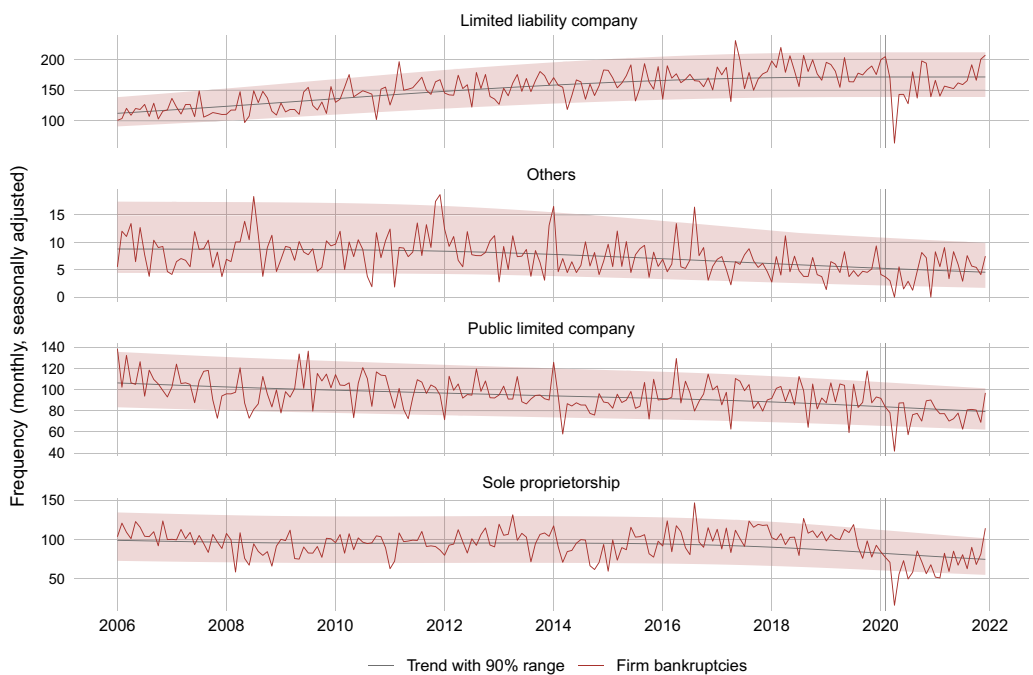 Limited liability company
200
150
100
Others
15
10
5
0
Public limited company
140
120
100
80
60
40
Sole proprietorship
150
100
50
Frequency (monthly, seasonally adjusted)
2006 2008 2010 2012 2014 2016 2018 2020 2022
Trend with 90% range Firm bankruptcies